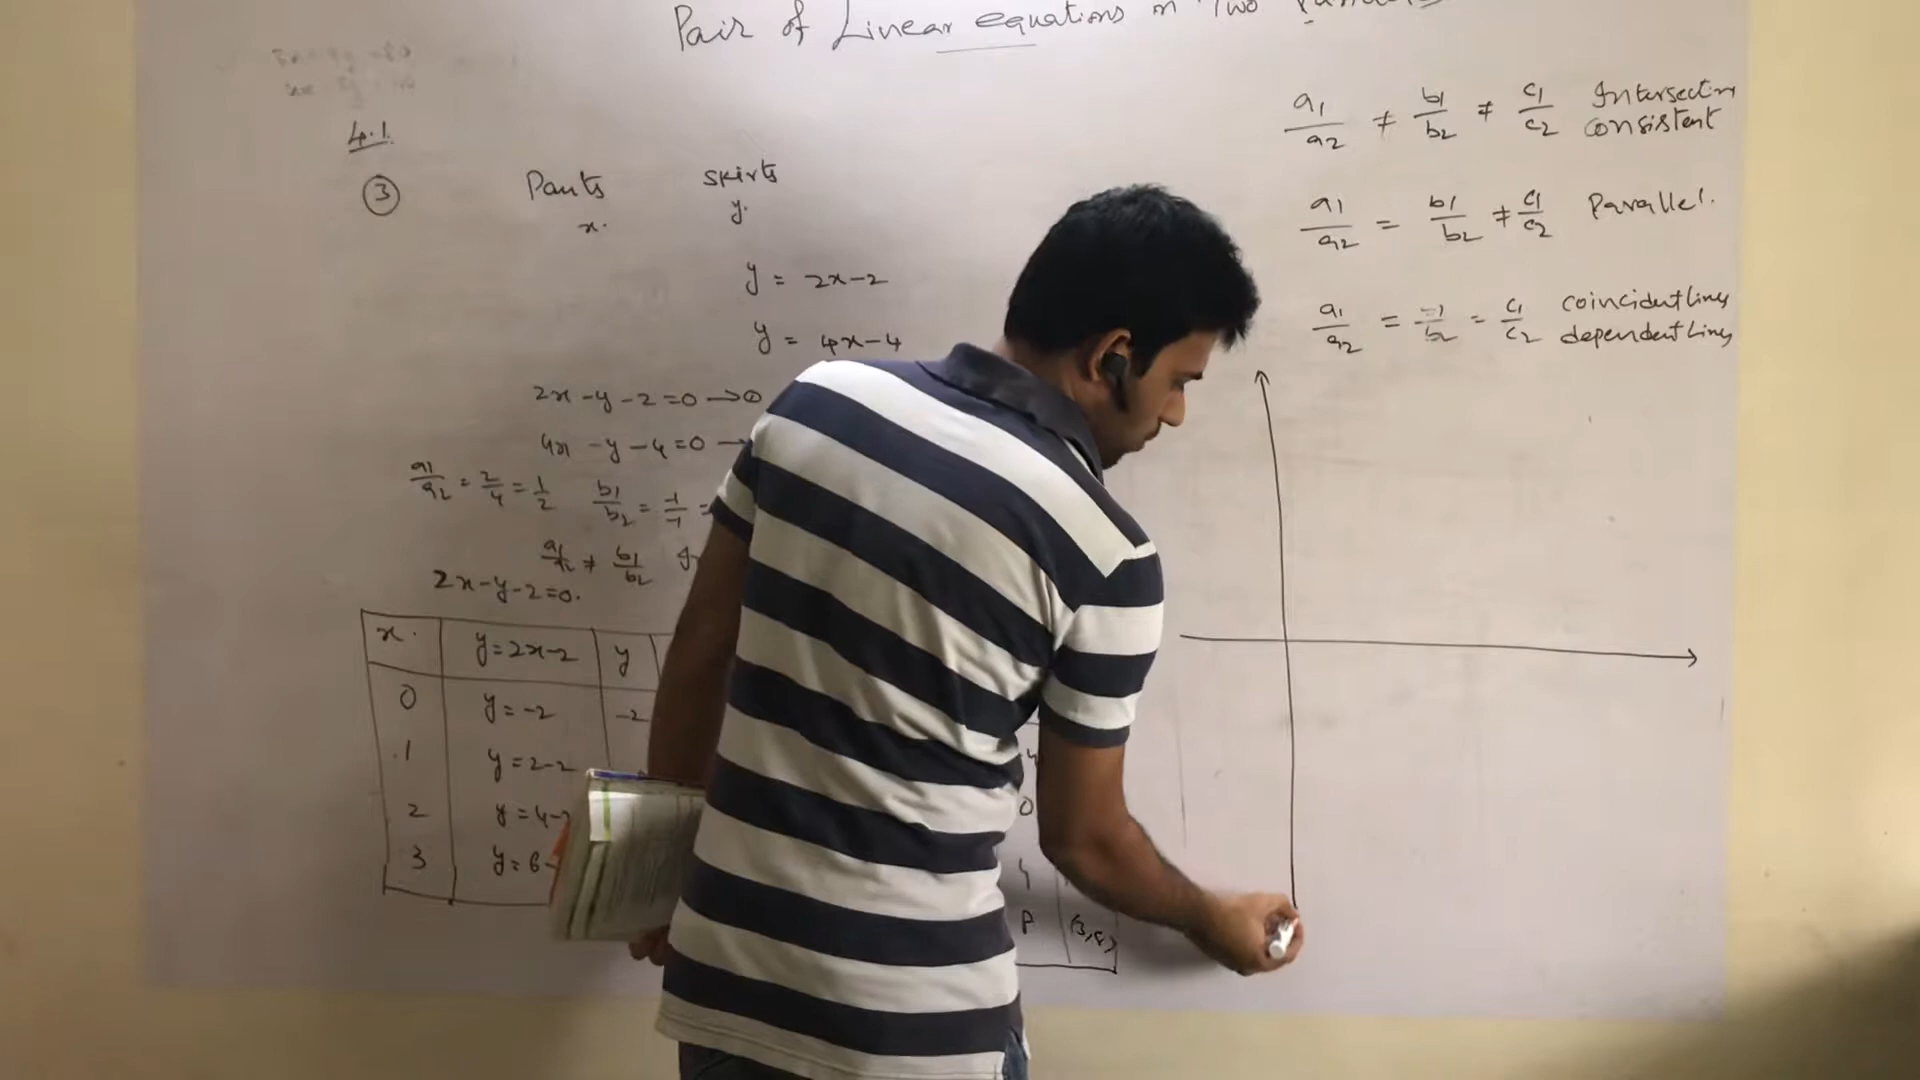 Pair of Linear equations in Two
4.1.
3
Pants skirts
x. y.
y = 2x-2
y = 4x-4
2x-y-2=0
4x-y-4=0
a1/a2 = 2/4 = 1/2 b1/b2 = -1/-1 =
a1/a2 ≠ b1/b2
2x-y-2=0.
x. y=2x-2 y
0 y=-2 -2
1 y=2-2
2 y=4-
3 y=6-
0
4
(3,8)
a1/a2 ≠ b1/b2 ≠ c1/c2 Intersecting
consistent
a1/a2 = b1/b2 ≠ c1/c2 Parallel.
a1/a2 = /b2 = c1/c2 coincident lines
dependent Lines